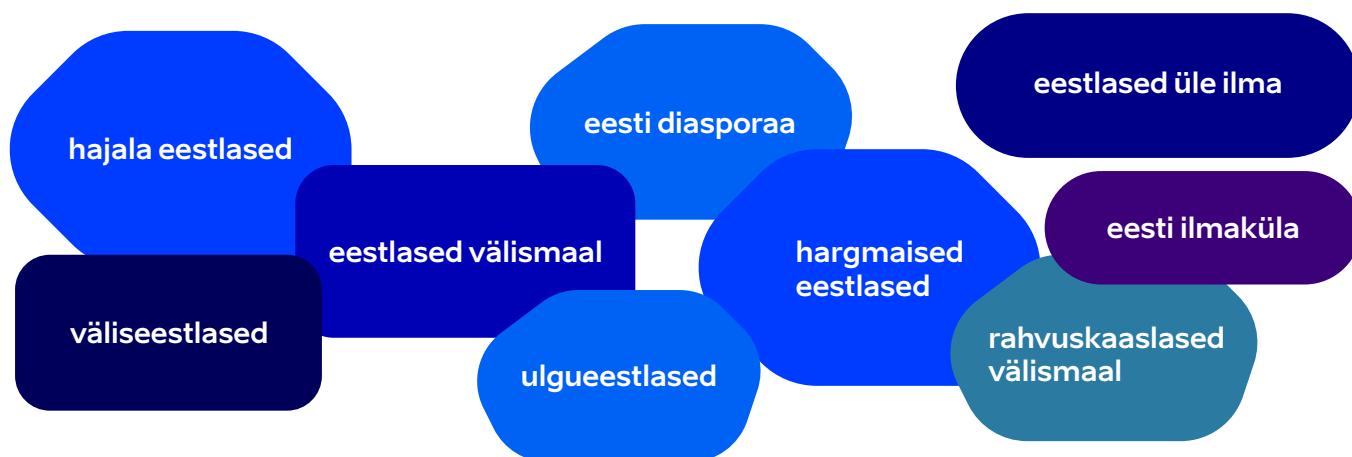 hajala eestlased
eesti diasporaa
eestlased üle ilma
eestlased välismaal
hargmaised
eestlased
eesti ilmaküla
väliseestlased
ulgueestlased
rahvuskaaslased
välismaal